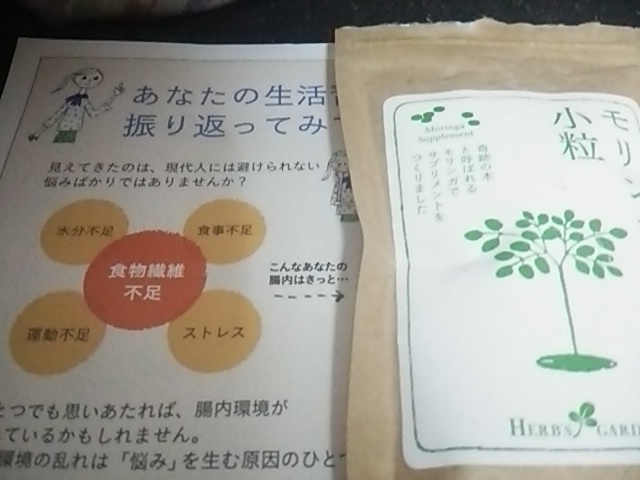 あなたの生活
振り返ってみ
見えてきたのは、現代人には避けられない
悩みばかりではありませんか?
水分不足
食事不足
食物繊維
不足
運動不足
ストレス
こんなあなたの
腸内はきっと…
とつでも思いあたれば、腸内環境が
しているかもしれません。
環境の乱れは「悩み」を生む原因のひと
Moringa
Supplement
モリン
小粒
奇跡の木
と呼ばれる
モリンガで
サプリメントを
つくりました
HERB'S GARD